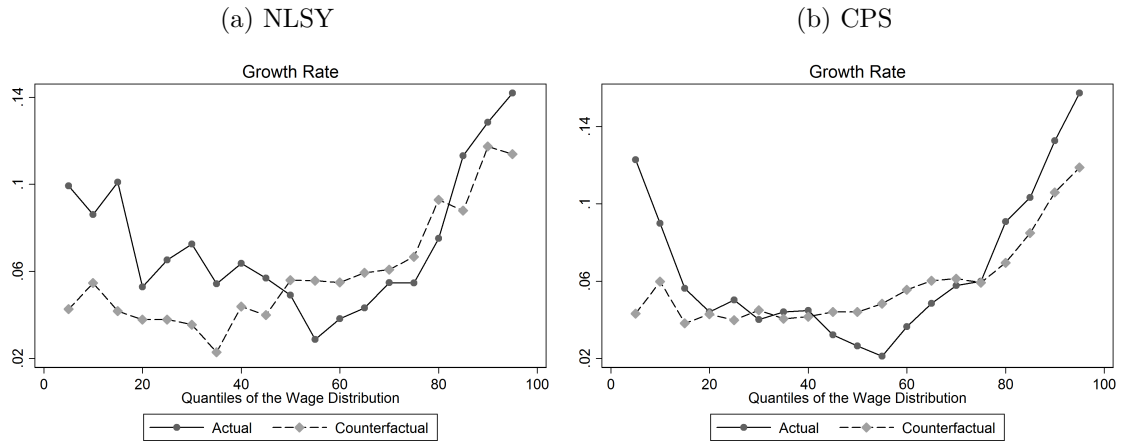 (a) NLSY
Growth Rate
.14
.1
.06
.02
0 20 40 60 80 100
Quantiles of the Wage Distribution
Actual Counterfactual
(b) CPS
Growth Rate
.14
.1
.06
.02
0 20 40 60 80 100
Quantiles of the Wage Distribution
Actual Counterfactual